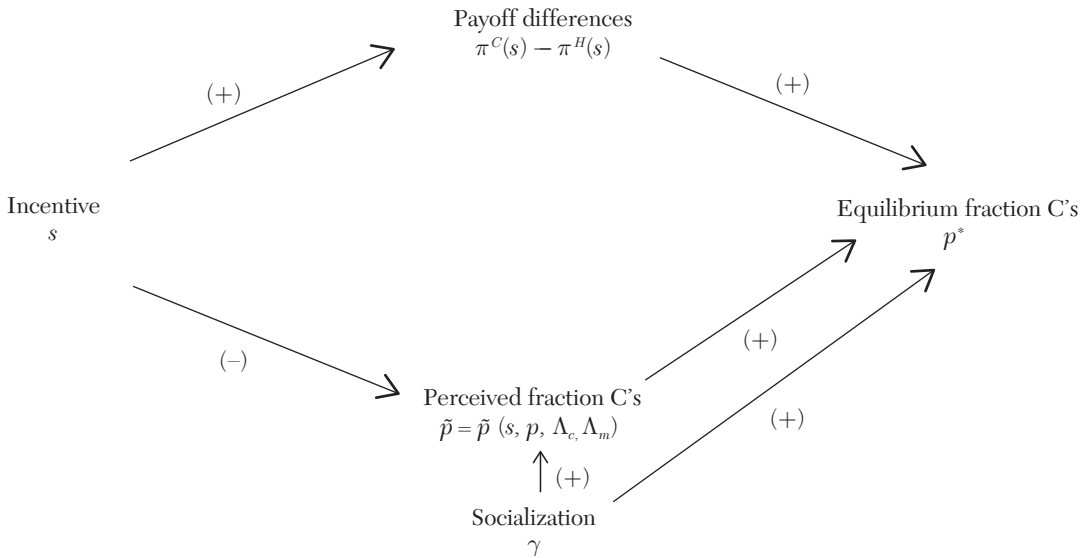 Payoff differences
π^C(s) − π^H(s)
(+)
(+)
Incentive
s
Equilibrium fraction C's
p*
(–)
(+)
Perceived fraction C's
p̃ = p̃ (s, p, Λ_c, Λ_m)
(+)
(+)
Socialization
γ